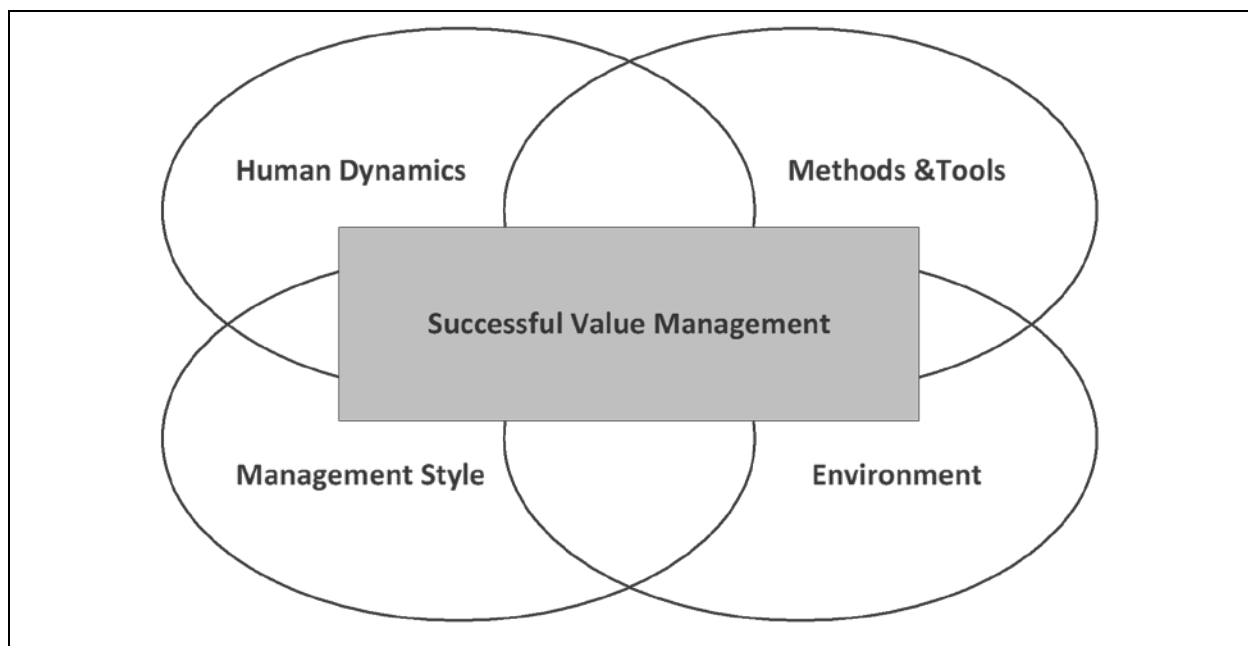 Human Dynamics
Methods &Tools
Successful Value Management
Management Style
Environment